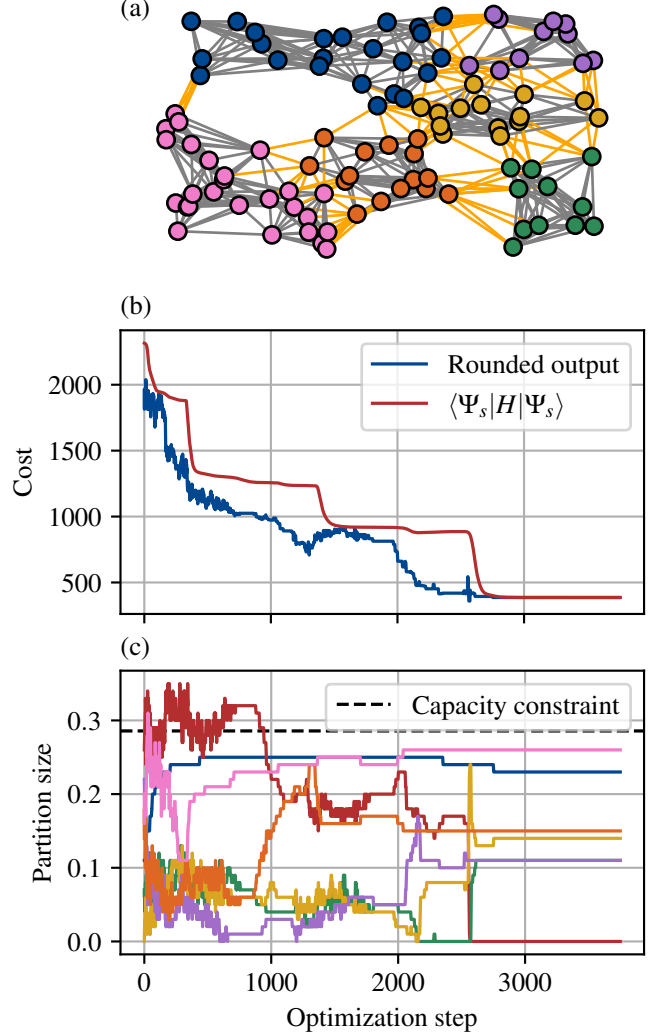 (a)
(b)
Cost
2000
1500
1000
500
Rounded output
⟨Ψ_s|H|Ψ_s⟩
(c)
Partition size
0.3
0.2
0.1
0.0
Capacity constraint
0 1000 2000 3000
Optimization step